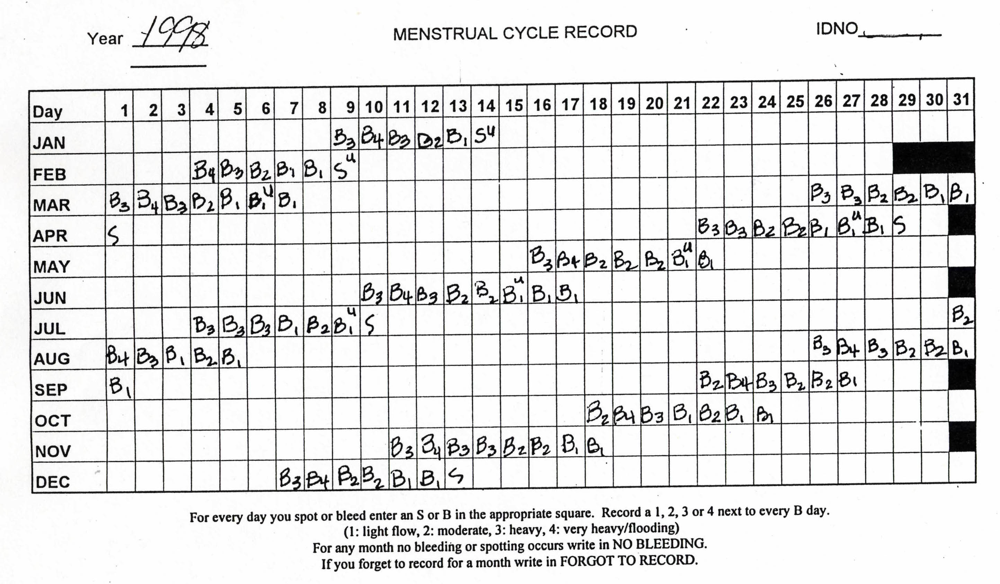 Year 1998 MENSTRUAL CYCLE RECORD IDNO
Day 1 2 3 4 5 6 7 8 9 10 11 12 13 14 15 16 17 18 19 20 21 22 23 24 25 26 27 28 29 30 31
JAN B3 B4 B3 B2 B1 S u
FEB B4 B3 B2 B1 B1 S u
MAR B3 B4 B3 B2 B1 B1 u B1 B3 B3 B2 B2 B1 B1
APR S B3 B3 B2 B2 B1 B1 u B1 S
MAY B3 B4 B2 B2 B2 B1 u B1
JUN B3 B4 B3 B2 B2 B1 u B1 B1
JUL B3 B3 B3 B1 B2 B1 u S B2
AUG B4 B3 B1 B2 B1 B3 B4 B3 B2 B2 B1
SEP B1 B2 B4 B3 B2 B2 B1
OCT B2 B4 B3 B1 B2 B1 B1
NOV B3 B4 B3 B3 B2 B2 B1 B1
DEC B3 B4 B2 B2 B1 B1 S
For every day you spot or bleed enter an S or B in the appropriate square. Record a 1, 2, 3 or 4 next to every B day.
(1: light flow, 2: moderate, 3: heavy, 4: very heavy/flooding)
For any month no bleeding or spotting occurs write in NO BLEEDING.
If you forget to record for a month write in FORGOT TO RECORD.